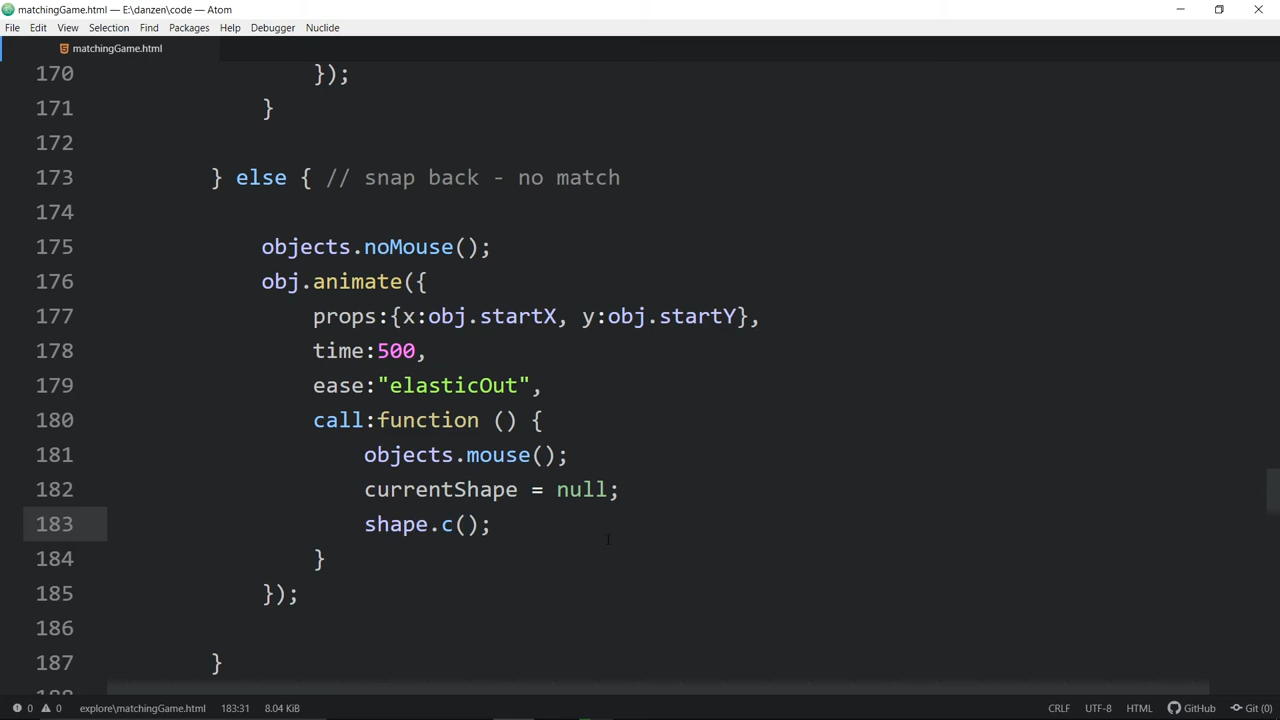 matchingGame.html — E:\danzen\code — Atom
File Edit View Selection Find Packages Help Debugger Nuclide
matchingGame.html
170 });
171 }
172
173 } else { // snap back - no match
174
175 objects.noMouse();
176 obj.animate({
177 props:{x:obj.startX, y:obj.startY},
178 time:500,
179 ease:"elasticOut",
180 call:function () {
181 objects.mouse();
182 currentShape = null;
183 shape.c();
184 }
185 });
186
187 }
0 0 explore\matchingGame.html 183:31 8.04 KiB CRLF UTF-8 HTML GitHub Git (0)